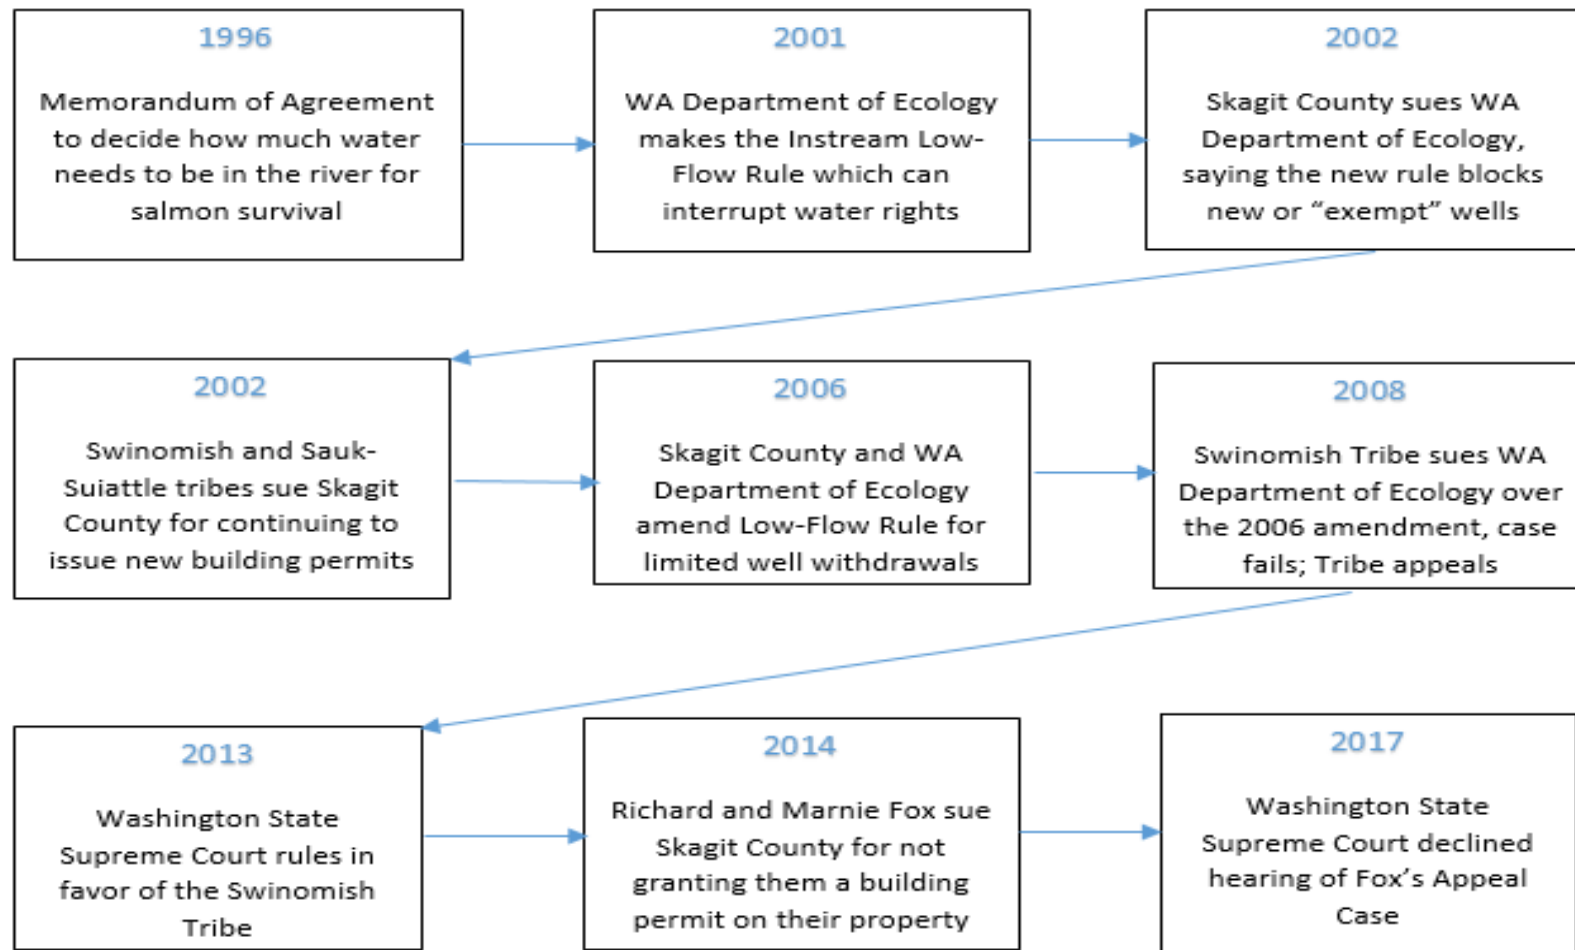 1996
Memorandum of Agreement
to decide how much water
needs to be in the river for
salmon survival
2001
WA Department of Ecology
makes the Instream Low-
Flow Rule which can
interrupt water rights
2002
Skagit County sues WA
Department of Ecology,
saying the new rule blocks
new or “exempt” wells
2002
Swinomish and Sauk-
Suiattle tribes sue Skagit
County for continuing to
issue new building permits
2006
Skagit County and WA
Department of Ecology
amend Low-Flow Rule for
limited well withdrawals
2008
Swinomish Tribe sues WA
Department of Ecology over
the 2006 amendment, case
fails; Tribe appeals
2013
Washington State
Supreme Court rules in
favor of the Swinomish
Tribe
2014
Richard and Marnie Fox sue
Skagit County for not
granting them a building
permit on their property
2017
Washington State
Supreme Court declined
hearing of Fox’s Appeal
Case